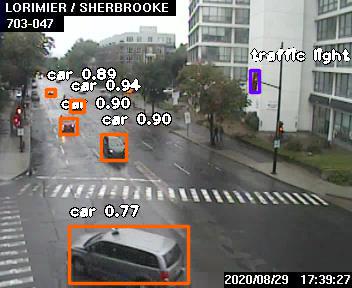 LORIMIER / SHERBROOKE
703-047
traffic light
car 0.89
car 0.94
car 0.90
car 0.90
car 0.77
2020/08/29 17:39:27